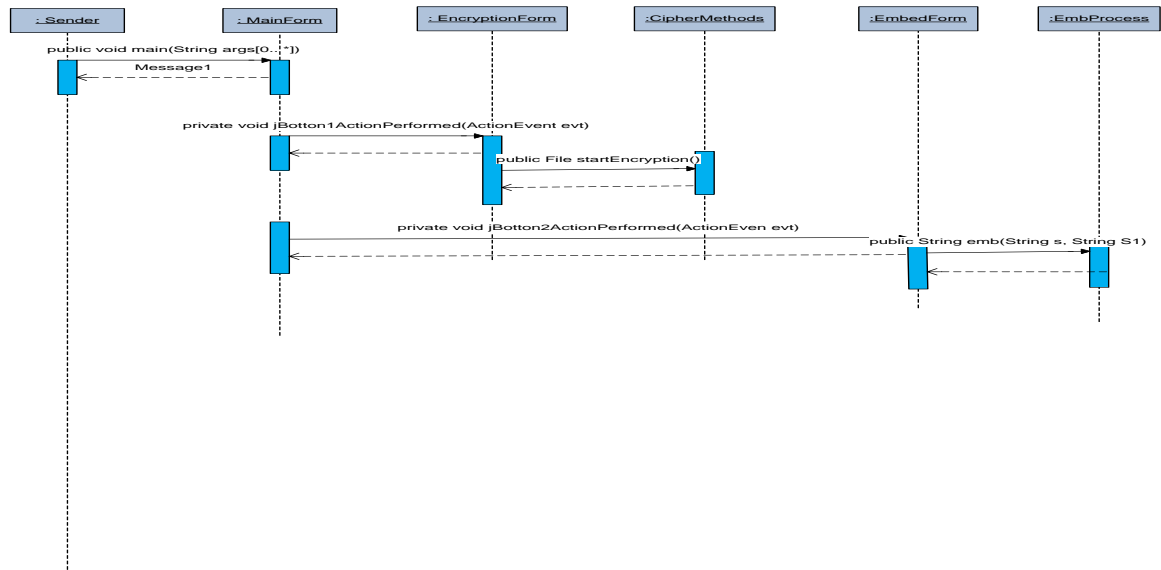 : Sender
: MainForm
: EncryptionForm
:CipherMethods
:EmbedForm
:EmbProcess
public void main(String args[0..*])
Message1
private void jBotton1ActionPerformed(ActionEvent evt)
public File startEncryption()
private void jBotton2ActionPerformed(ActionEven evt)
public String emb(String s, String S1)